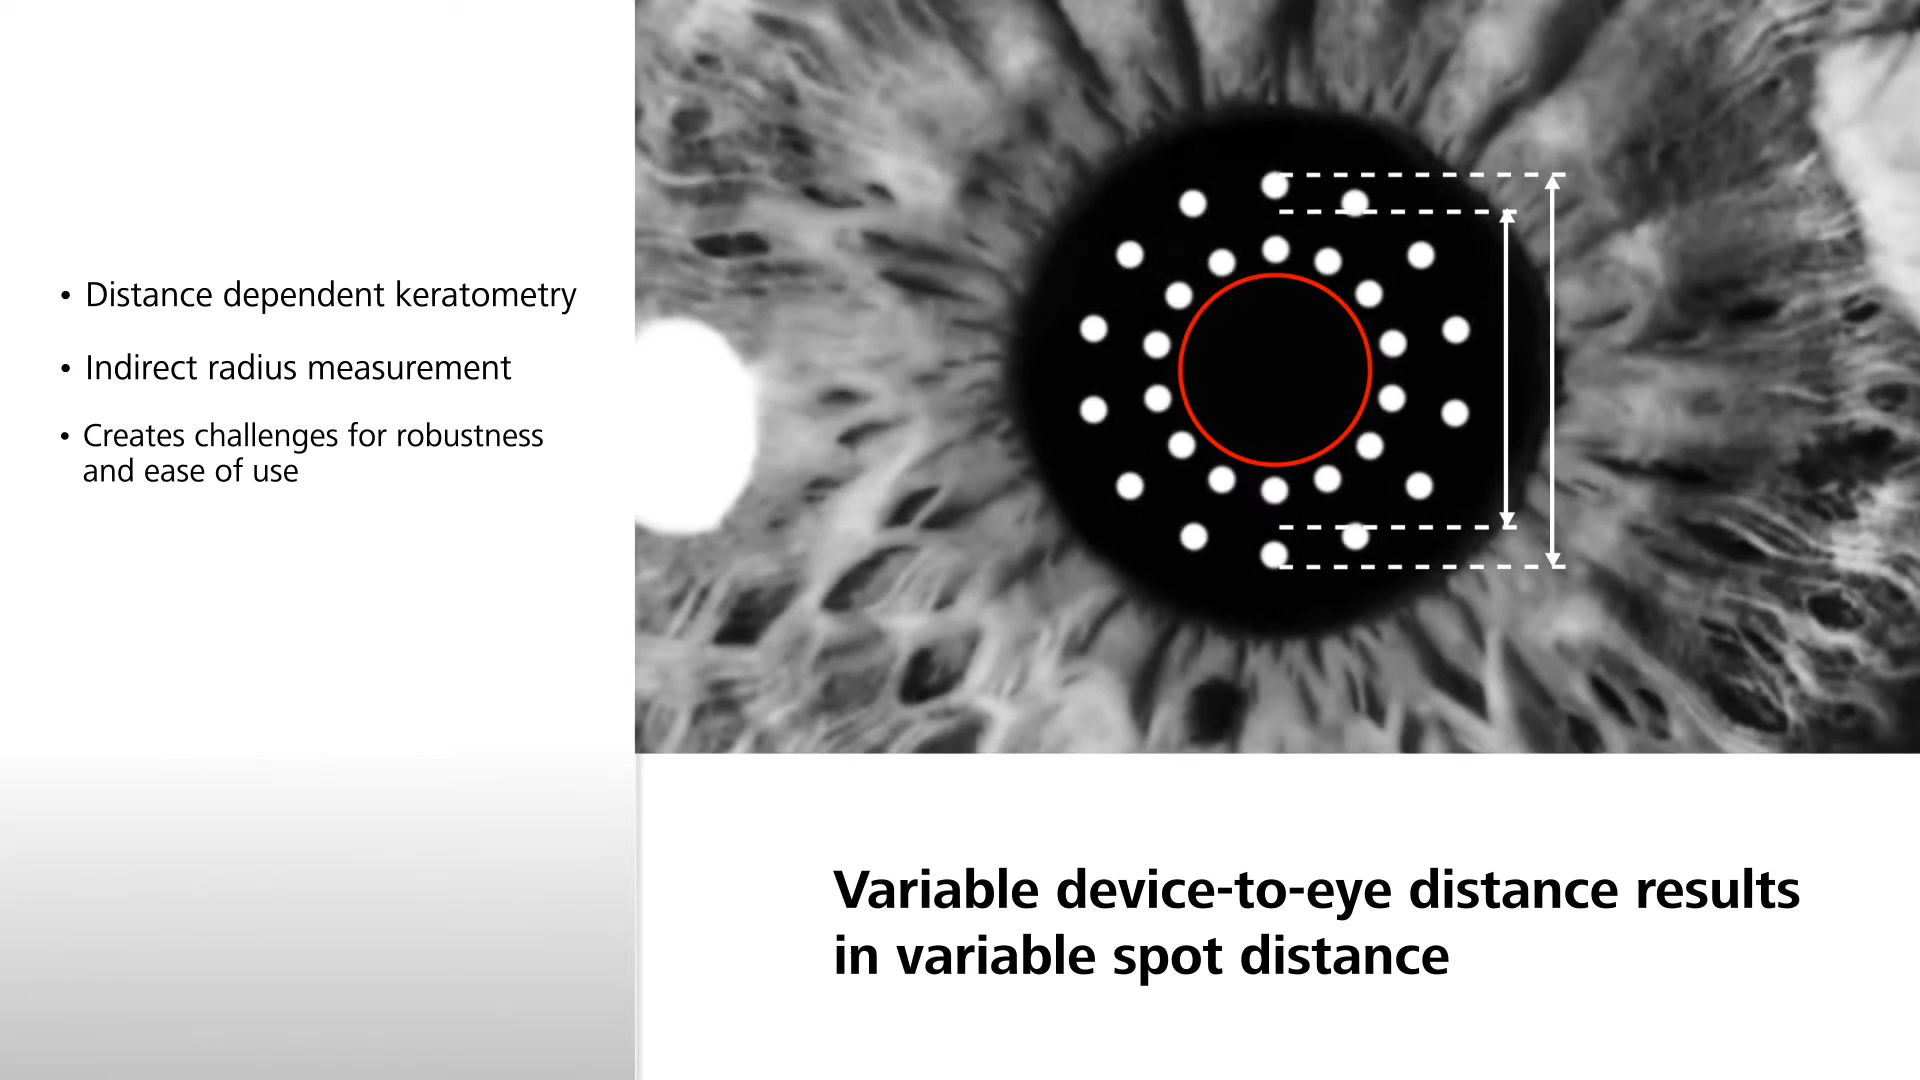 • Distance dependent keratometry
• Indirect radius measurement
• Creates challenges for robustness
and ease of use
Variable device-to-eye distance results
in variable spot distance